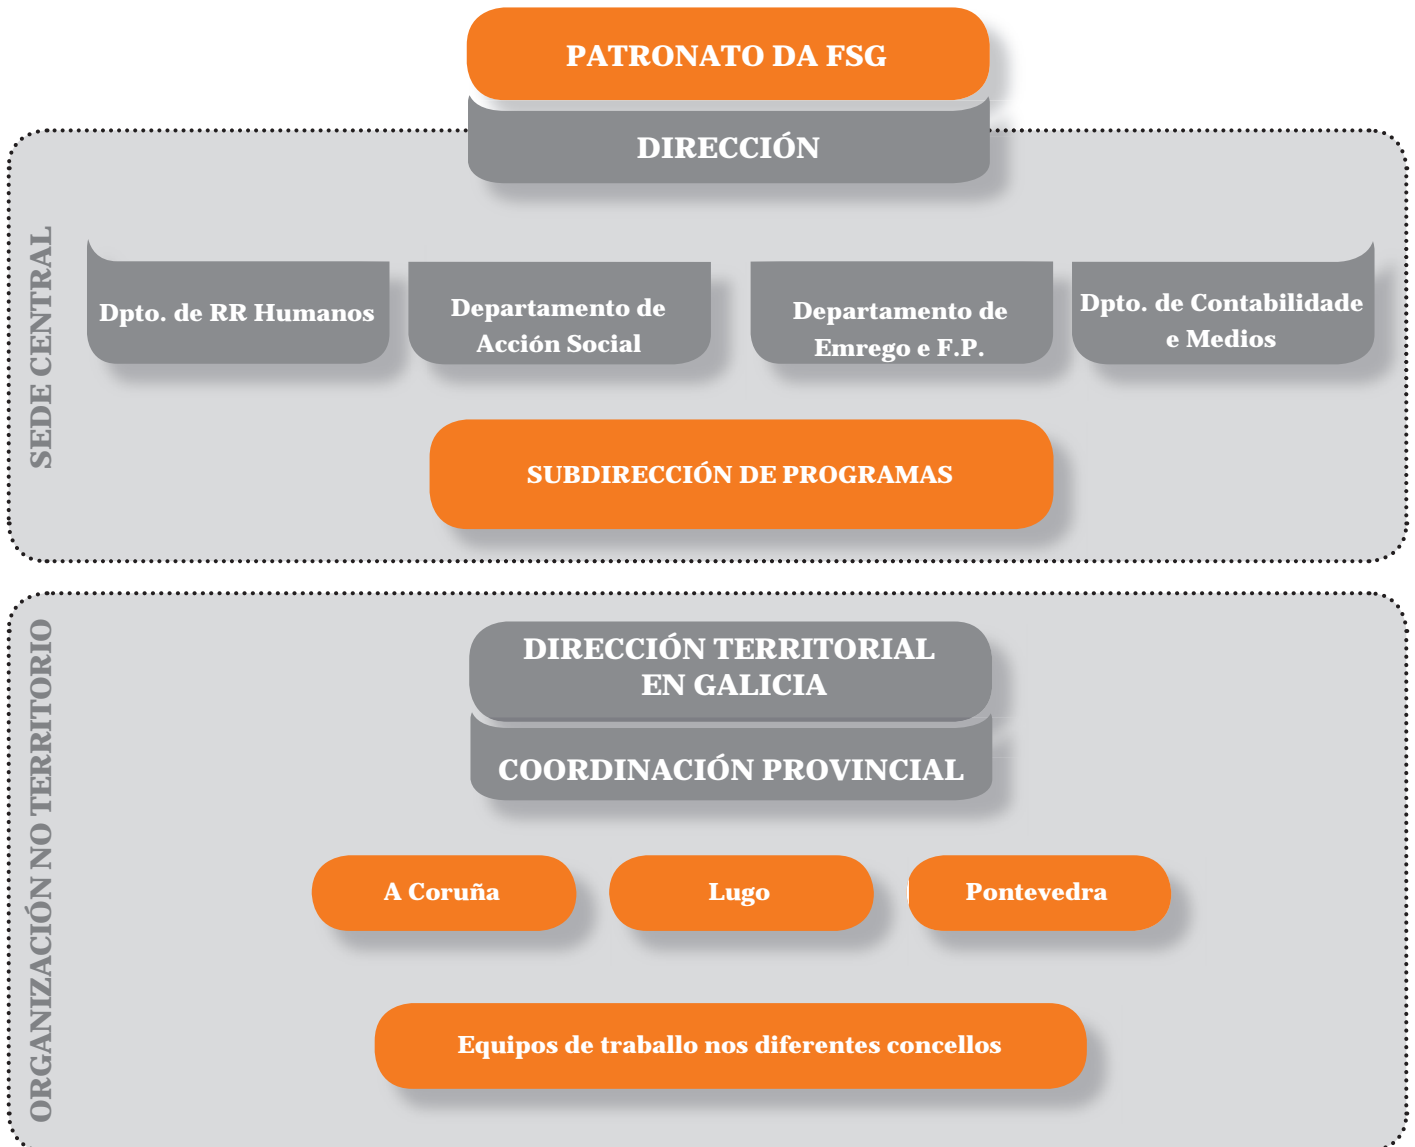 PATRONATO DA FSG
DIRECCIÓN
SEDE CENTRAL
Dpto. de RR Humanos
Departamento de
Acción Social
Departamento de
Emrego e F.P.
Dpto. de Contabilidade
e Medios
SUBDIRECCIÓN DE PROGRAMAS
ORGANIZACIÓN NO TERRITORIO
DIRECCIÓN TERRITORIAL
EN GALICIA
COORDINACIÓN PROVINCIAL
A Coruña
Lugo
Pontevedra
Equipos de traballo nos diferentes concellos